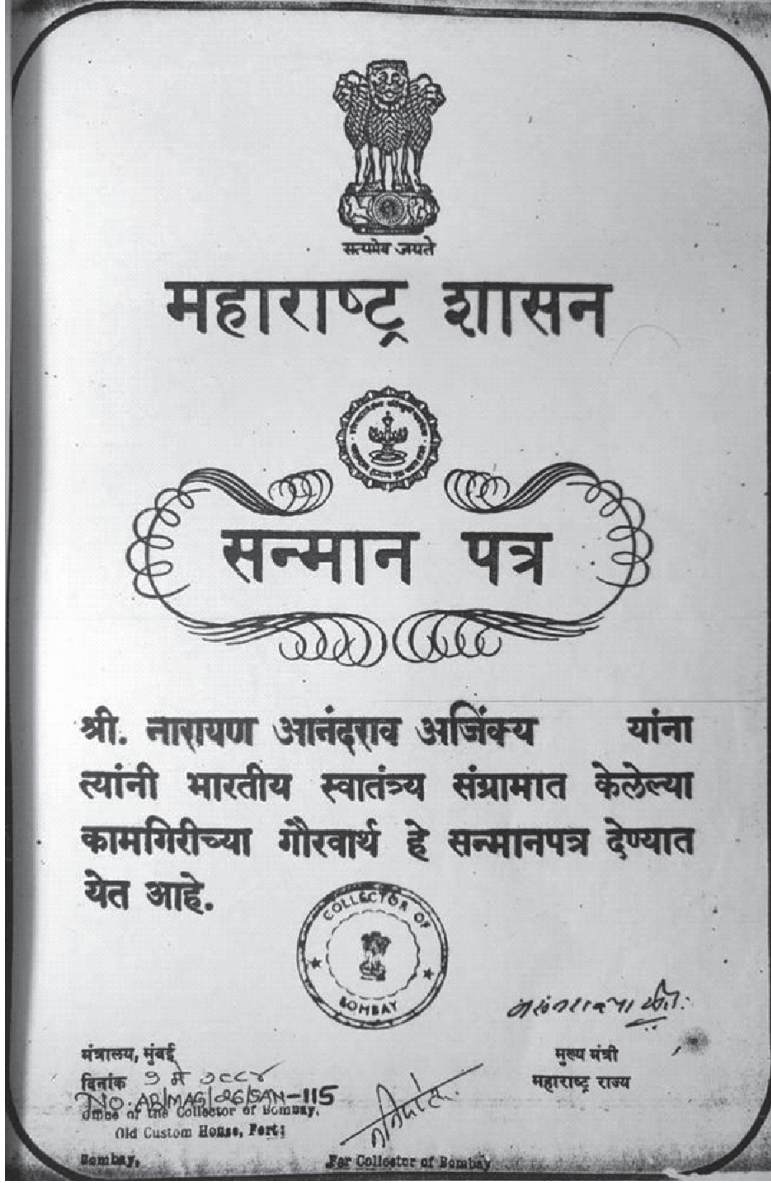 सत्यमेव जयते
महाराष्ट्र शासन
सन्मान पत्र
श्री. नारायण आनंदराव अजिंक्य यांना
त्यांनी भारतीय स्वातंत्र्य संग्रामात केलेल्या
कामगिरीच्या गौरवार्थ हे सन्मानपत्र देण्यात
येत आहे.
COLLECTOR OF
BOMBAY
मंत्रालय, मुंबई
मुख्य मंत्री
दिनांक १ मे
महाराष्ट्र राज्य
Office of the Collector of Bombay,
Old Custom House, Fort:
Bombay,
For Collector of Bombay